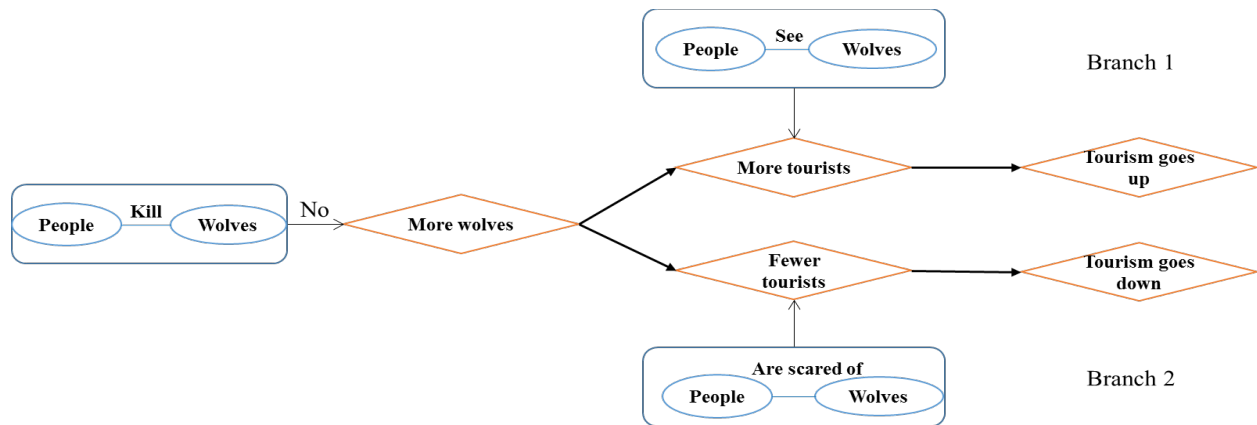 See
People
Wolves
Branch 1
More tourists
Tourism goes
up
Kill
People
Wolves
No
More wolves
Fewer
tourists
Tourism goes
down
Are scared of
People
Wolves
Branch 2